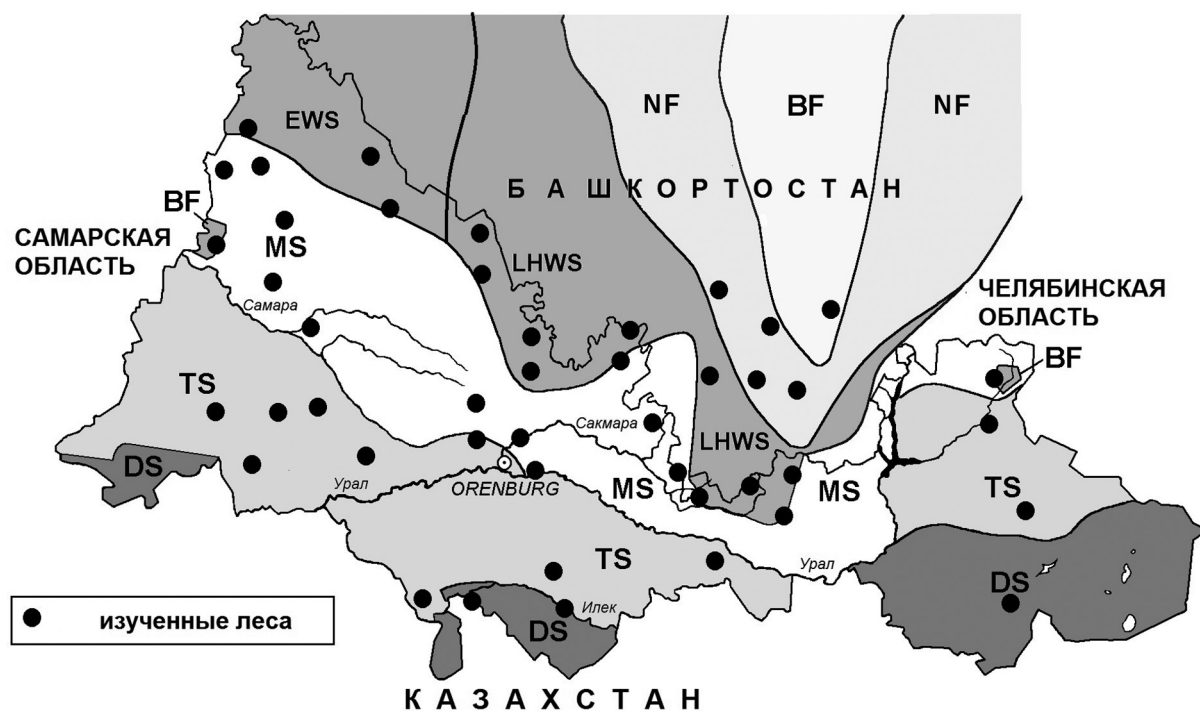 NF
BF
NF
EWS
БАШКОРТОСТАН
BF
САМАРСКАЯ
ОБЛАСТЬ
MS
LHWS
ЧЕЛЯБИНСКАЯ
ОБЛАСТЬ
Самара
BF
TS
Сакмара
LHWS
DS
Урал
ORENBURG
MS
MS
TS
TS
Урал
DS
Илек
DS
изученные леса
КАЗАХСТАН